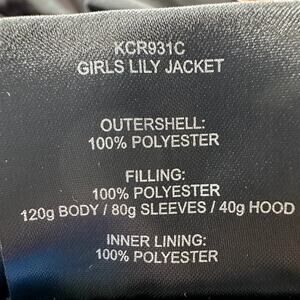 KCR931C
GIRLS LILY JACKET
OUTERSHELL:
100% POLYESTER
FILLING:
100% POLYESTER
120g BODY / 80g SLEEVES / 40g HOOD
INNER LINING:
100% POLYESTER